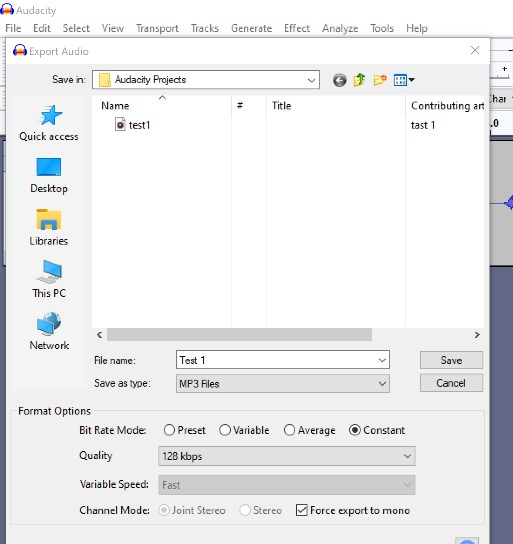 Audacity
File Edit Select View Transport Tracks Generate Effect Analyze Tools Help
Export Audio
Save in: Audacity Projects
Name # Title Contributing art
test1 tast 1
Quick access
Desktop
Libraries
This PC
Network
File name: Test 1 Save
Save as type: MP3 Files Cancel
Format Options
Bit Rate Mode: Preset Variable Average Constant
Quality 128 kbps
Variable Speed: Fast
Channel Mode: Joint Stereo Stereo Force export to mono